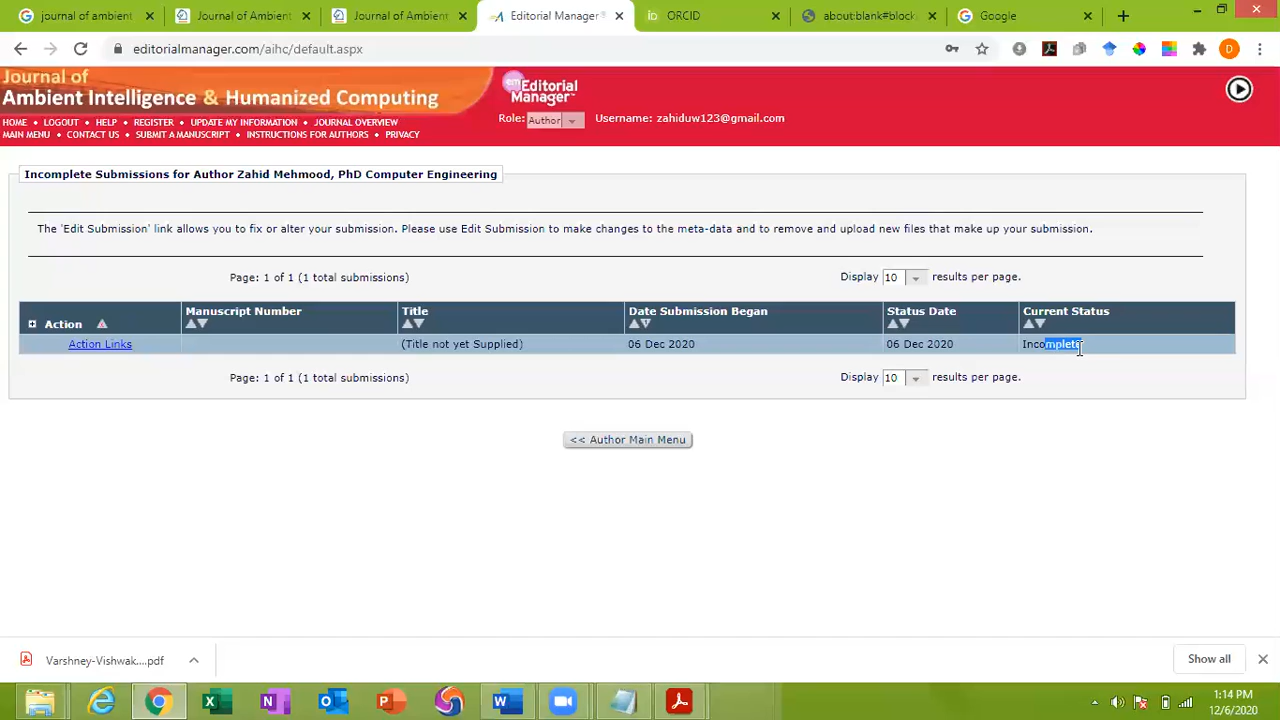 journal of ambient
Journal of Ambient
Journal of Ambient
Editorial Manager®
ORCID
about:blank#block
Google
editorialmanager.com/aihc/default.aspx
D
Journal of
Ambient Intelligence & Humanized Computing
em Editorial
Manager
HOME • LOGOUT • HELP • REGISTER • UPDATE MY INFORMATION • JOURNAL OVERVIEW
MAIN MENU • CONTACT US • SUBMIT A MANUSCRIPT • INSTRUCTIONS FOR AUTHORS • PRIVACY
Role: Author Username: zahiduw123@gmail.com
Incomplete Submissions for Author Zahid Mehmood, PhD Computer Engineering
The 'Edit Submission' link allows you to fix or alter your submission. Please use Edit Submission to make changes to the meta-data and to remove and upload new files that make up your submission.
Page: 1 of 1 (1 total submissions) Display 10 results per page.
Action Manuscript Number Title Date Submission Began Status Date Current Status
Action Links (Title not yet Supplied) 06 Dec 2020 06 Dec 2020 Incomplete
Page: 1 of 1 (1 total submissions) Display 10 results per page.
<< Author Main Menu
Varshney-Vishwak....pdf
Show all
1:14 PM
12/6/2020